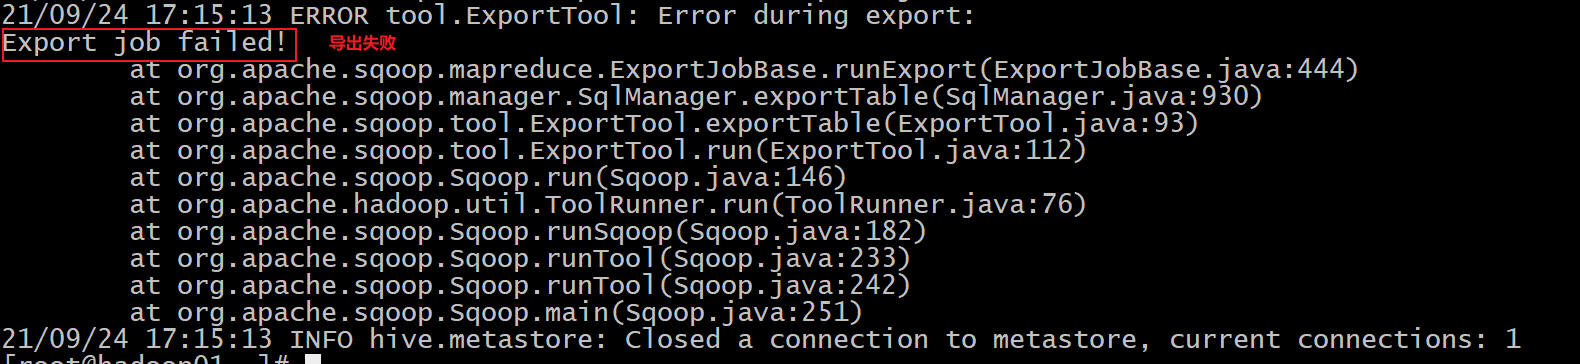 21/09/24 17:15:13 ERROR tool.ExportTool: Error during export:
Export job failed! 导出失败
at org.apache.sqoop.mapreduce.ExportJobBase.runExport(ExportJobBase.java:444)
at org.apache.sqoop.manager.SqlManager.exportTable(SqlManager.java:930)
at org.apache.sqoop.tool.ExportTool.exportTable(ExportTool.java:93)
at org.apache.sqoop.tool.ExportTool.run(ExportTool.java:112)
at org.apache.sqoop.Sqoop.run(Sqoop.java:146)
at org.apache.hadoop.util.ToolRunner.run(ToolRunner.java:76)
at org.apache.sqoop.Sqoop.runSqoop(Sqoop.java:182)
at org.apache.sqoop.Sqoop.runTool(Sqoop.java:233)
at org.apache.sqoop.Sqoop.runTool(Sqoop.java:242)
at org.apache.sqoop.Sqoop.main(Sqoop.java:251)
21/09/24 17:15:13 INFO hive.metastore: Closed a connection to metastore, current connections: 1
[root@hadoop01 ~]#